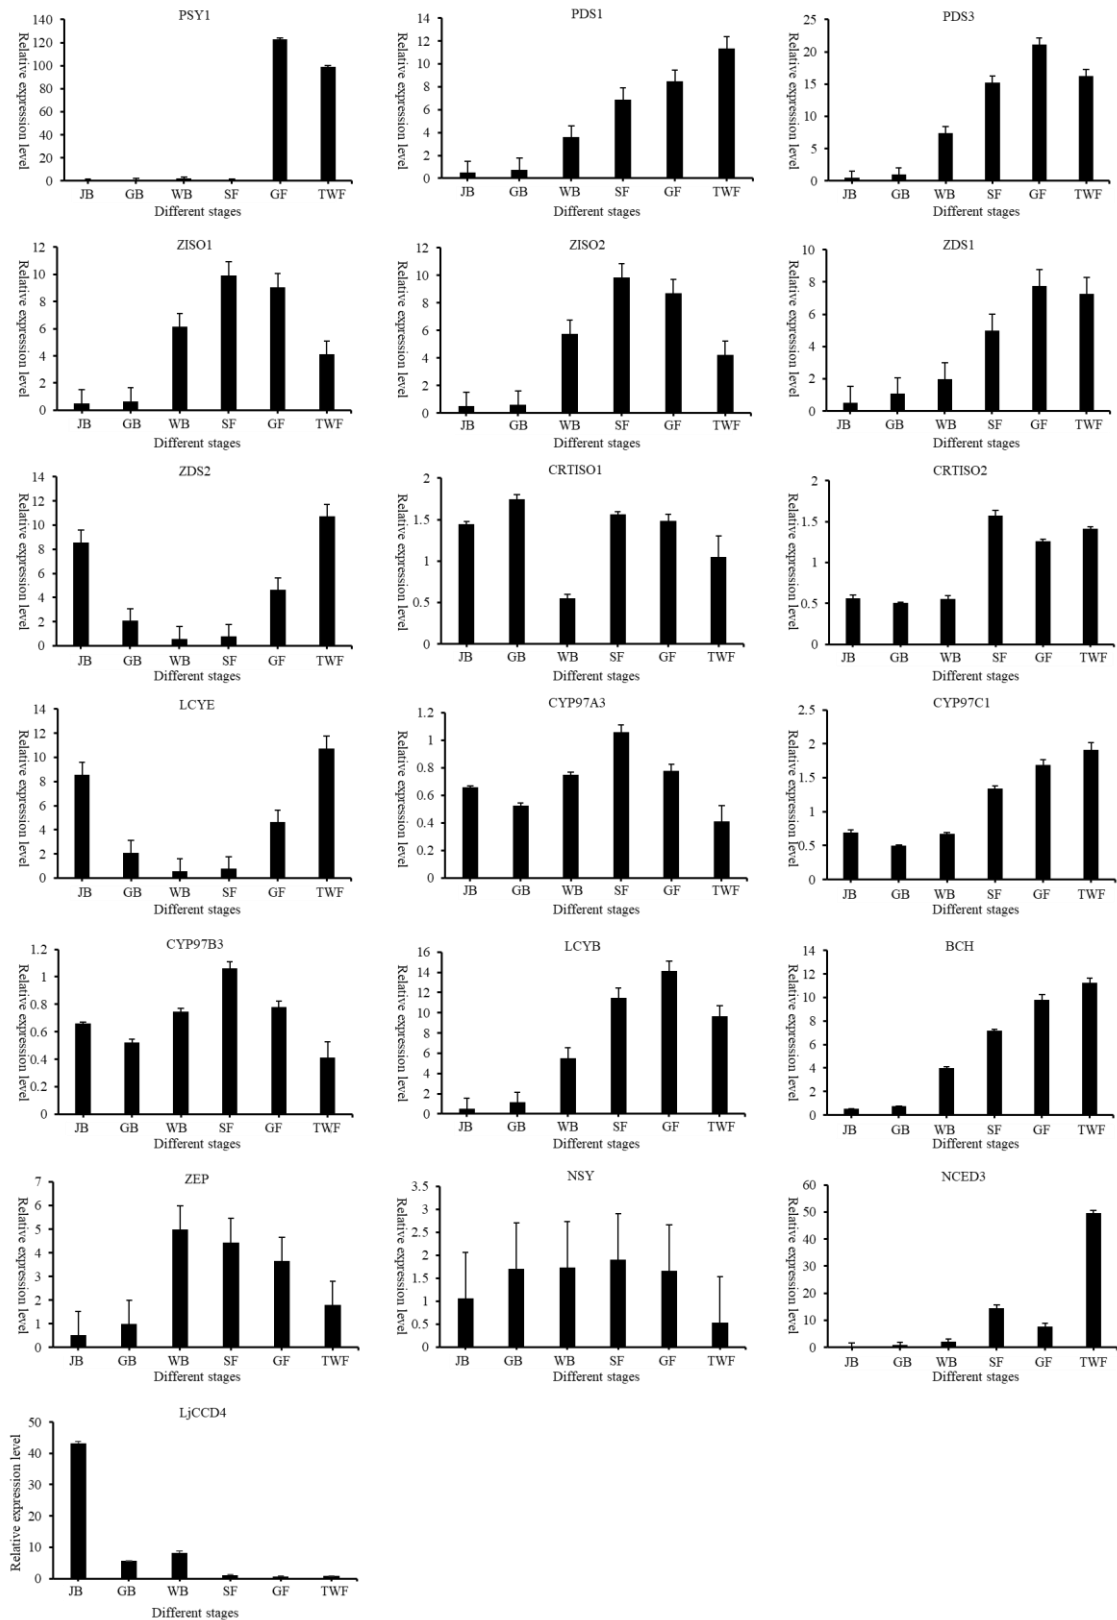 PSY1
Relative expression level
140
120
100
80
60
40
20
0
JB GB WB SF GF TWF
Different stages
PDS1
Relative expression level
14
12
10
8
6
4
2
0
JB GB WB SF GF TWF
Different stages
PDS3
Relative expression level
25
20
15
10
5
0
JB GB WB SF GF TWF
Different stages
ZISO1
Relative expression level
12
10
8
6
4
2
0
JB GB WB SF GF TWF
Different stages
ZISO2
Relative expression level
12
10
8
6
4
2
0
JB GB WB SF GF TWF
Different stages
ZDS1
Relative expression level
10
8
6
4
2
0
JB GB WB SF GF TWF
Different stages
ZDS2
Relative expression level
14
12
10
8
6
4
2
0
JB GB WB SF GF TWF
Different stages
CRTISO1
Relative expression level
2
1.5
1
0.5
0
JB GB WB SF GF TWF
Different stages
CRTISO2
Relative expression level
2
1.5
1
0.5
0
JB GB WB SF GF TWF
Different stages
LCYE
Relative expression level
14
12
10
8
6
4
2
0
JB GB WB SF GF TWF
Different stages
CYP97A3
Relative expression level
1.2
1
0.8
0.6
0.4
0.2
0
JB GB WB SF GF TWF
Different stages
CYP97C1
Relative expression level
2.5
2
1.5
1
0.5
0
JB GB WB SF GF TWF
Different stages
CYP97B3
Relative expression level
1.2
1
0.8
0.6
0.4
0.2
0
JB GB WB SF GF TWF
Different stages
LCYB
Relative expression level
16
14
12
10
8
6
4
2
0
JB GB WB SF GF TWF
Different stages
BCH
Relative expression level
14
12
10
8
6
4
2
0
JB GB WB SF GF TWF
Different stages
ZEP
Relative expression level
7
6
5
4
3
2
1
0
JB GB WB SF GF TWF
Different stages
NSY
Relative expression level
3.5
3
2.5
2
1.5
1
0.5
0
JB GB WB SF GF TWF
Different stages
NCED3
Relative expression level
60
50
40
30
20
10
0
JB GB WB SF GF TWF
Different stages
LjCCD4
Relative expression level
50
40
30
20
10
0
JB GB WB SF GF TWF
Different stages